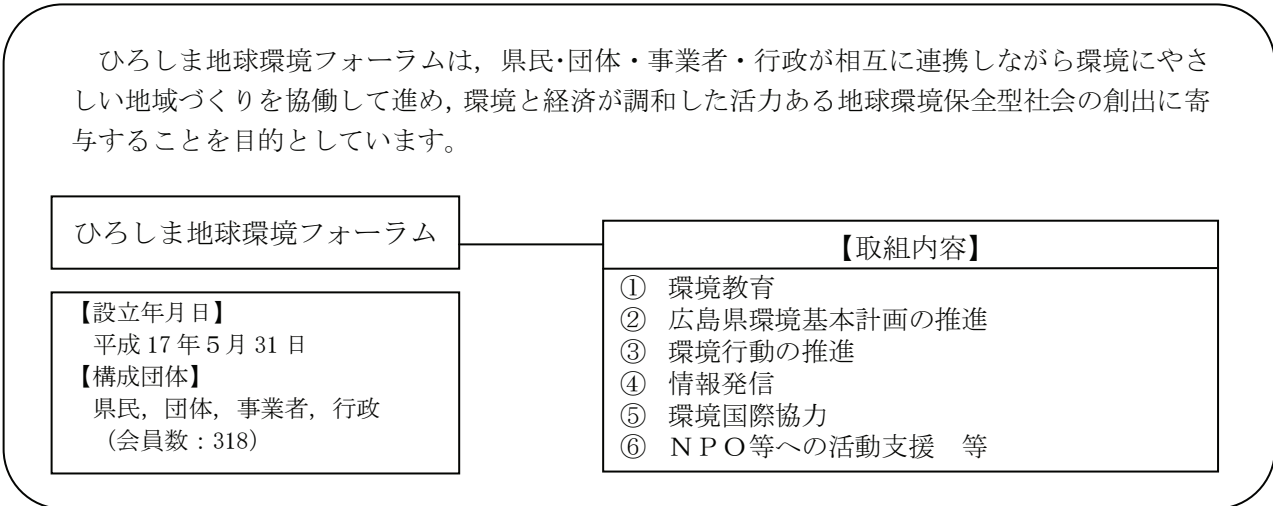 ひろしま地球環境フォーラムは，県民･団体・事業者・行政が相互に連携しながら環境にやさ
しい地域づくりを協働して進め，環境と経済が調和した活力ある地球環境保全型社会の創出に寄
与することを目的としています。
ひろしま地球環境フォーラム
【設立年月日】
平成 17 年５月 31 日
【構成団体】
県民，団体，事業者，行政
（会員数：318）
【取組内容】
① 環境教育
② 広島県環境基本計画の推進
③ 環境行動の推進
④ 情報発信
⑤ 環境国際協力
⑥ ＮＰＯ等への活動支援　等